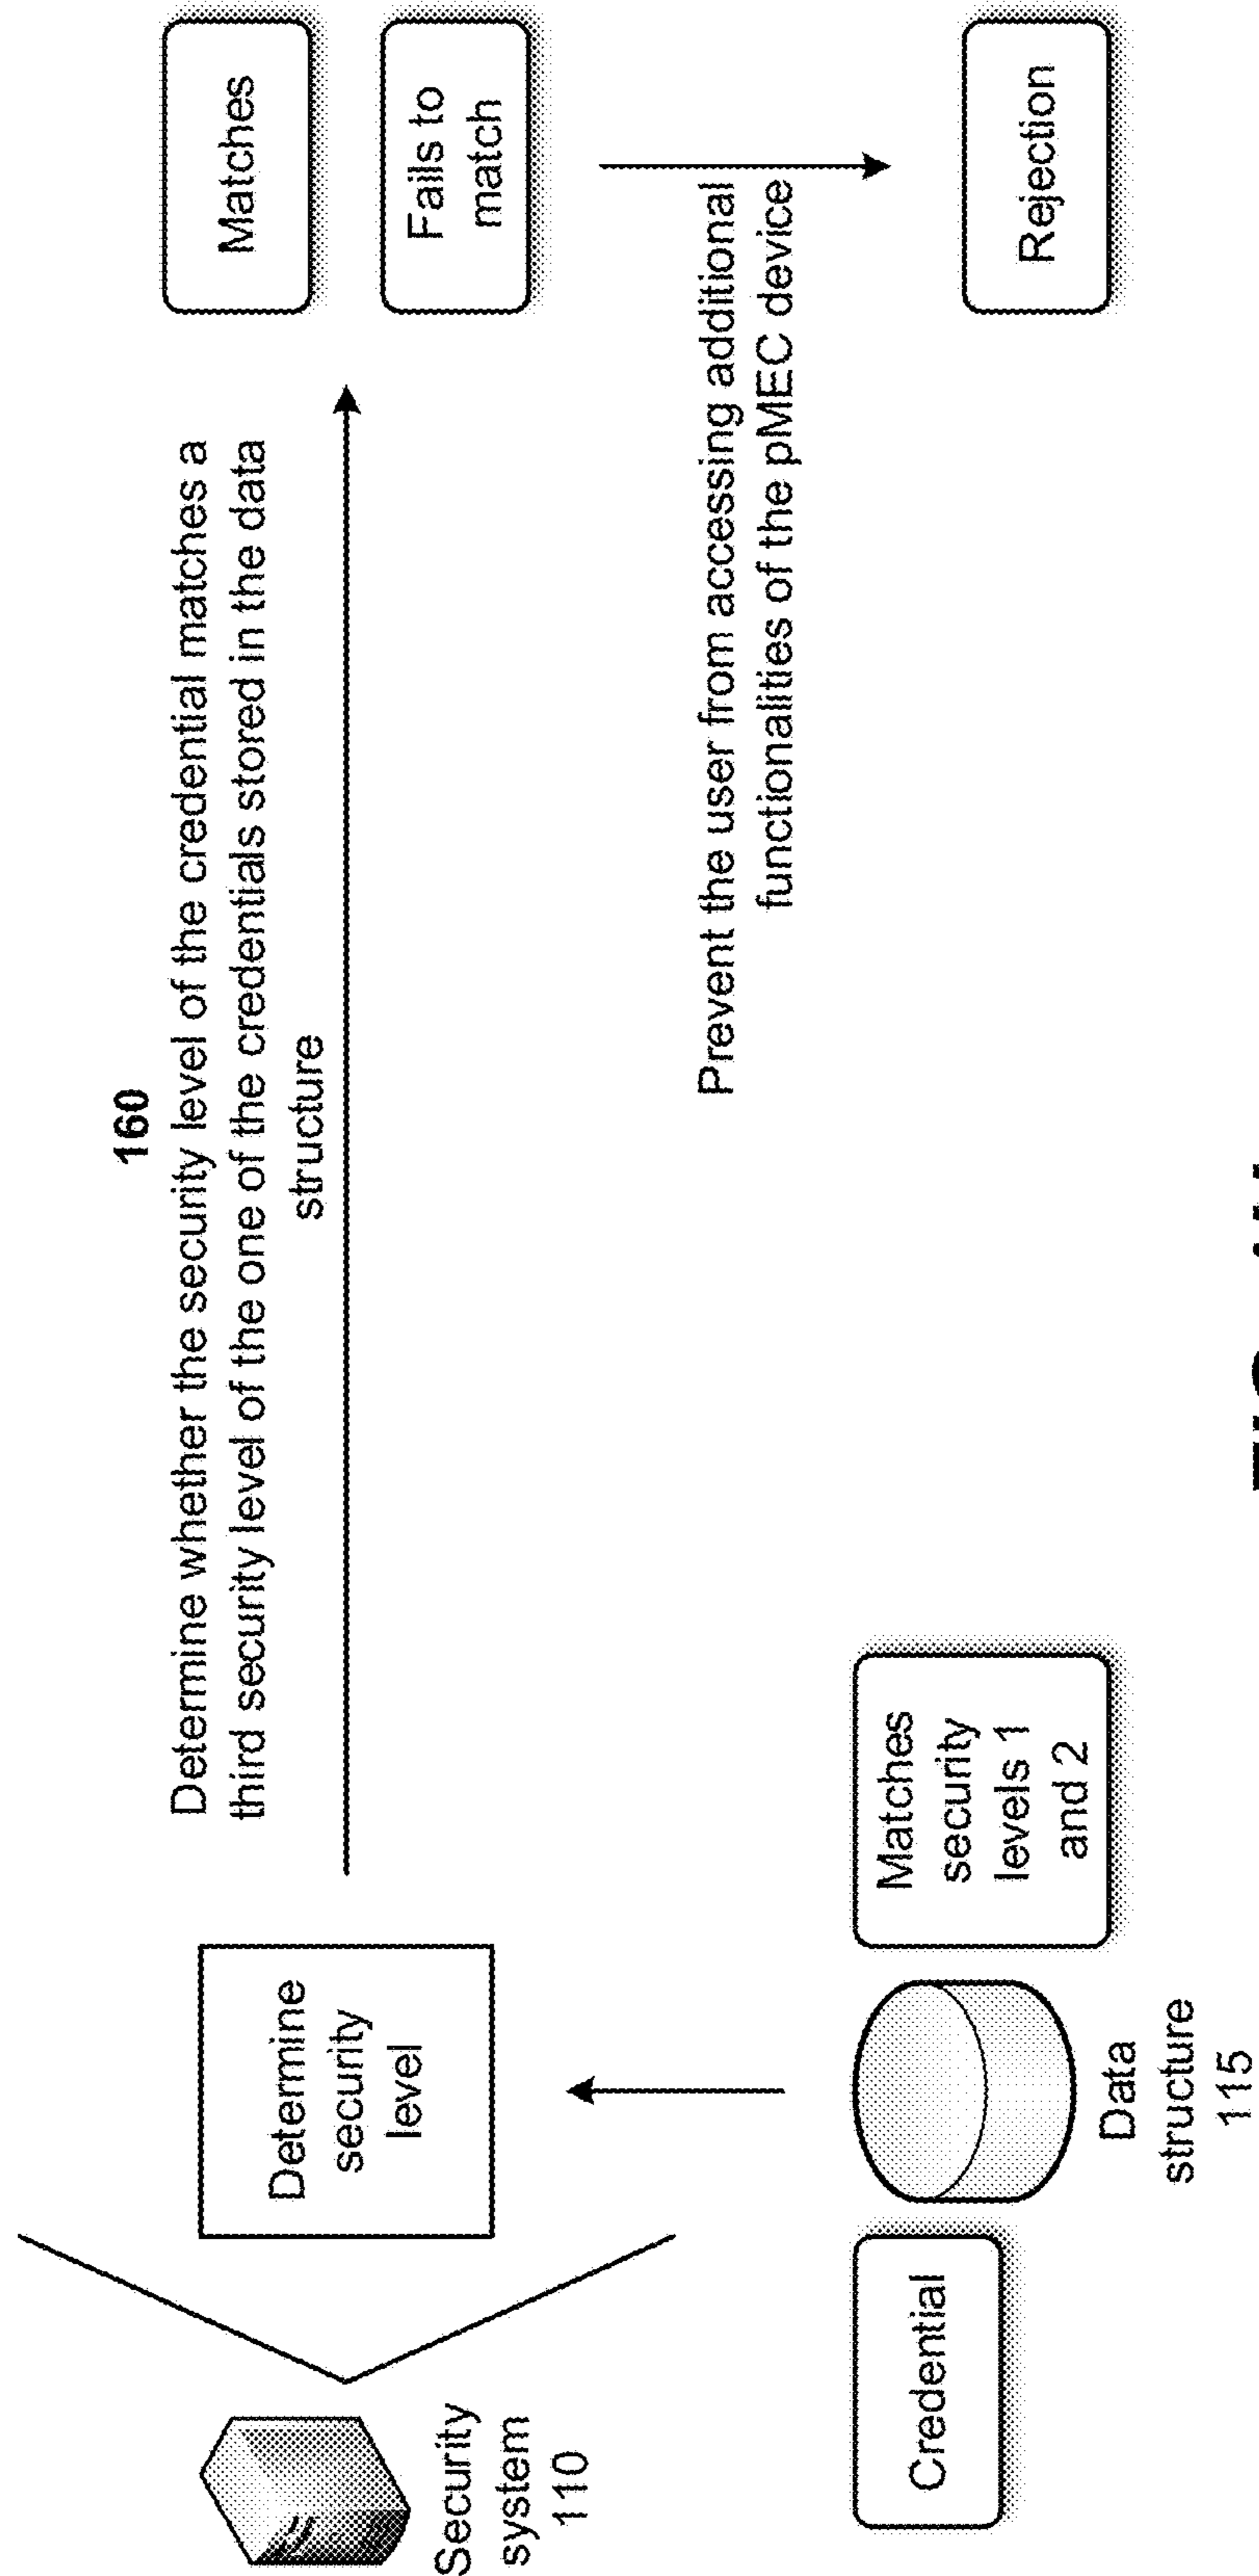 160
Determine whether the security level of the credential matches a
third security level of the one of the credentials stored in the data
structure
Matches
Fails to
match
Determine
security
level
Security
system
110
Prevent the user from accessing additional
functionalities of the pMEC device
Rejection
Credential
Data
structure
115
Matches
security
levels 1
and 2